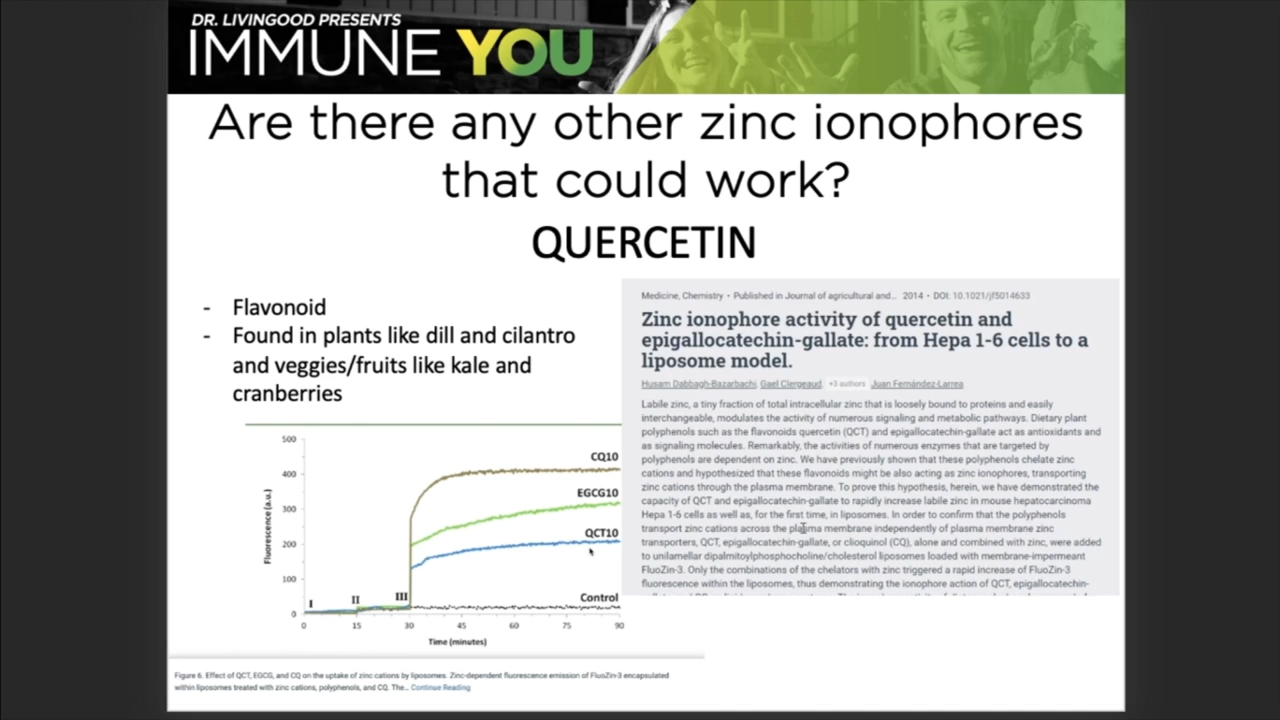 DR. LIVINGOOD PRESENTS
IMMUNE YOU
Are there any other zinc ionophores
that could work?
QUERCETIN
- Flavonoid
- Found in plants like dill and cilantro
and veggies/fruits like kale and
cranberries
500
400
300
200
100
0
Fluorescence (a.u.)
CQ10
EGCG10
QCT10
Control
I
II
III
0 15 30 45 60 75 90
Time (minutes)
Figure 6. Effect of QCT, EGCG, and CQ on the uptake of zinc cations by liposomes. Zinc-dependent fluorescence emission of FluoZin-3 encapsulated
within liposomes treated with zinc cations, polyphenols, and CQ. The... Continue Reading
Medicine, Chemistry • Published in Journal of agricultural and... 2014 • DOI: 10.1021/jf5014633
Zinc ionophore activity of quercetin and
epigallocatechin-gallate: from Hepa 1-6 cells to a
liposome model.
Husam Dabbagh-Bazarbachi, Gael Clergeaud, +3 authors Juan Fernández-Larrea
Labile zinc, a tiny fraction of total intracellular zinc that is loosely bound to proteins and easily
interchangeable, modulates the activity of numerous signaling and metabolic pathways. Dietary plant
polyphenols such as the flavonoids quercetin (QCT) and epigallocatechin-gallate act as antioxidants and
as signaling molecules. Remarkably, the activities of numerous enzymes that are targeted by
polyphenols are dependent on zinc. We have previously shown that these polyphenols chelate zinc
cations and hypothesized that these flavonoids might be also acting as zinc ionophores, transporting
zinc cations through the plasma membrane. To prove this hypothesis, herein, we have demonstrated the
capacity of QCT and epigallocatechin-gallate to rapidly increase labile zinc in mouse hepatocarcinoma
Hepa 1-6 cells as well as, for the first time, in liposomes. In order to confirm that the polyphenols
transport zinc cations across the plasma membrane independently of plasma membrane zinc
transporters, QCT, epigallocatechin-gallate, or clioquinol (CQ), alone and combined with zinc, were added
to unilamellar dipalmitoylphosphocholine/cholesterol liposomes loaded with membrane-impermeant
FluoZin-3. Only the combinations of the chelators with zinc triggered a rapid increase of FluoZin-3
fluorescence within the liposomes, thus demonstrating the ionophore action of QCT, epigallocatechin-